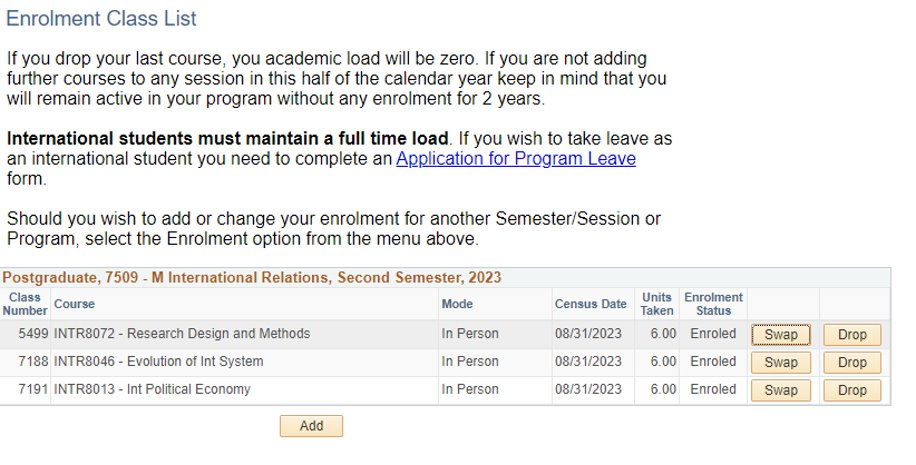 Enrolment Class List
If you drop your last course, you academic load will be zero. If you are not adding
further courses to any session in this half of the calendar year keep in mind that you
will remain active in your program without any enrolment for 2 years.
International students must maintain a full time load. If you wish to take leave as
an international student you need to complete an Application for Program Leave
form.
Should you wish to add or change your enrolment for another Semester/Session or
Program, select the Enrolment option from the menu above.
Postgraduate, 7509 - M International Relations, Second Semester, 2023
Class Number Course Mode Census Date Units Taken Enrolment Status
5499 INTR8072 - Research Design and Methods In Person 08/31/2023 6.00 Enroled Swap Drop
7188 INTR8046 - Evolution of Int System In Person 08/31/2023 6.00 Enroled Swap Drop
7191 INTR8013 - Int Political Economy In Person 08/31/2023 6.00 Enroled Swap Drop
Add